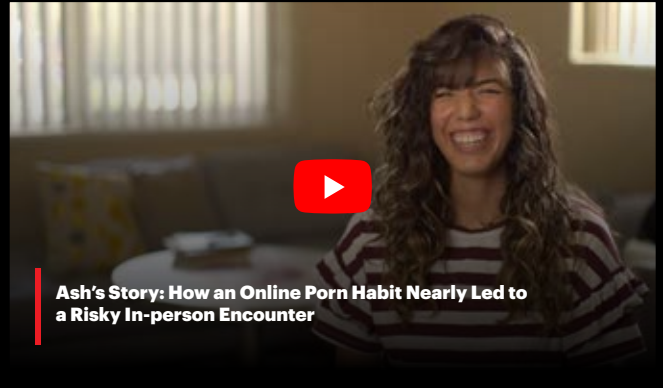 Ash’s Story: How an Online Porn Habit Nearly Led to
a Risky In-person Encounter